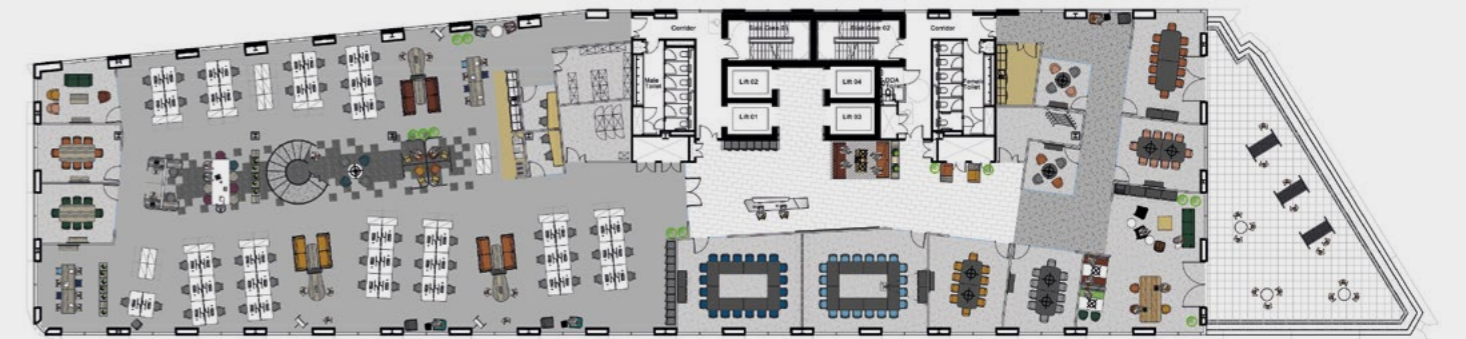 Corridor
Corridor
Lift 02
Lift 04
Male
Toilet
Female
Toilet
Lift 01
Lift 03